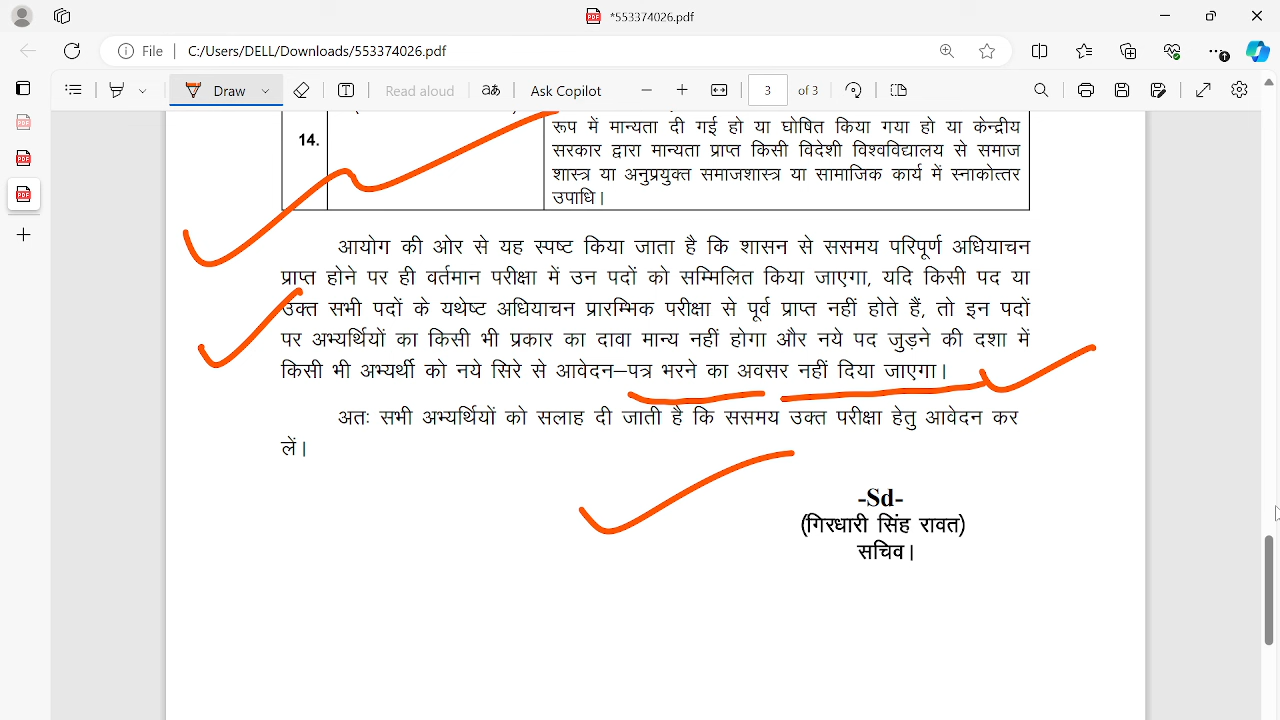 *553374026.pdf
File
C:/Users/DELL/Downloads/553374026.pdf
Draw
Read aloud
aあ
Ask Copilot
3
of 3
14.
रूप में मान्यता दी गई हो या घोषित किया गया हो या केन्द्रीय
सरकार द्वारा मान्यता प्राप्त किसी विदेशी विश्वविद्यालय से समाज
शास्त्र या अनुप्रयुक्त समाजशास्त्र या सामाजिक कार्य में स्नाकोत्तर
उपाधि।
आयोग की ओर से यह स्पष्ट किया जाता है कि शासन से ससमय परिपूर्ण अधियाचन
प्राप्त होने पर ही वर्तमान परीक्षा में उन पदों को सम्मिलित किया जाएगा, यदि किसी पद या
उक्त सभी पदों के यथेष्ट अधियाचन प्रारम्भिक परीक्षा से पूर्व प्राप्त नहीं होते हैं, तो इन पदों
पर अभ्यर्थियों का किसी भी प्रकार का दावा मान्य नहीं होगा और नये पद जुड़ने की दशा में
किसी भी अभ्यर्थी को नये सिरे से आवेदन–पत्र भरने का अवसर नहीं दिया जाएगा।
अतः सभी अभ्यर्थियों को सलाह दी जाती है कि ससमय उक्त परीक्षा हेतु आवेदन कर
लें।
-Sd-
(गिरधारी सिंह रावत)
सचिव।